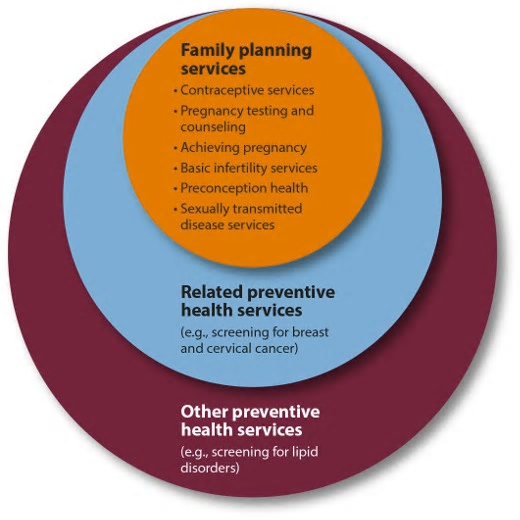 Family planning
services
• Contraceptive services
• Pregnancy testing and
counseling
• Achieving pregnancy
• Basic infertility services
• Preconception health
• Sexually transmitted
disease services
Related preventive
health services
(e.g., screening for breast
and cervical cancer)
Other preventive
health services
(e.g., screening for lipid
disorders)